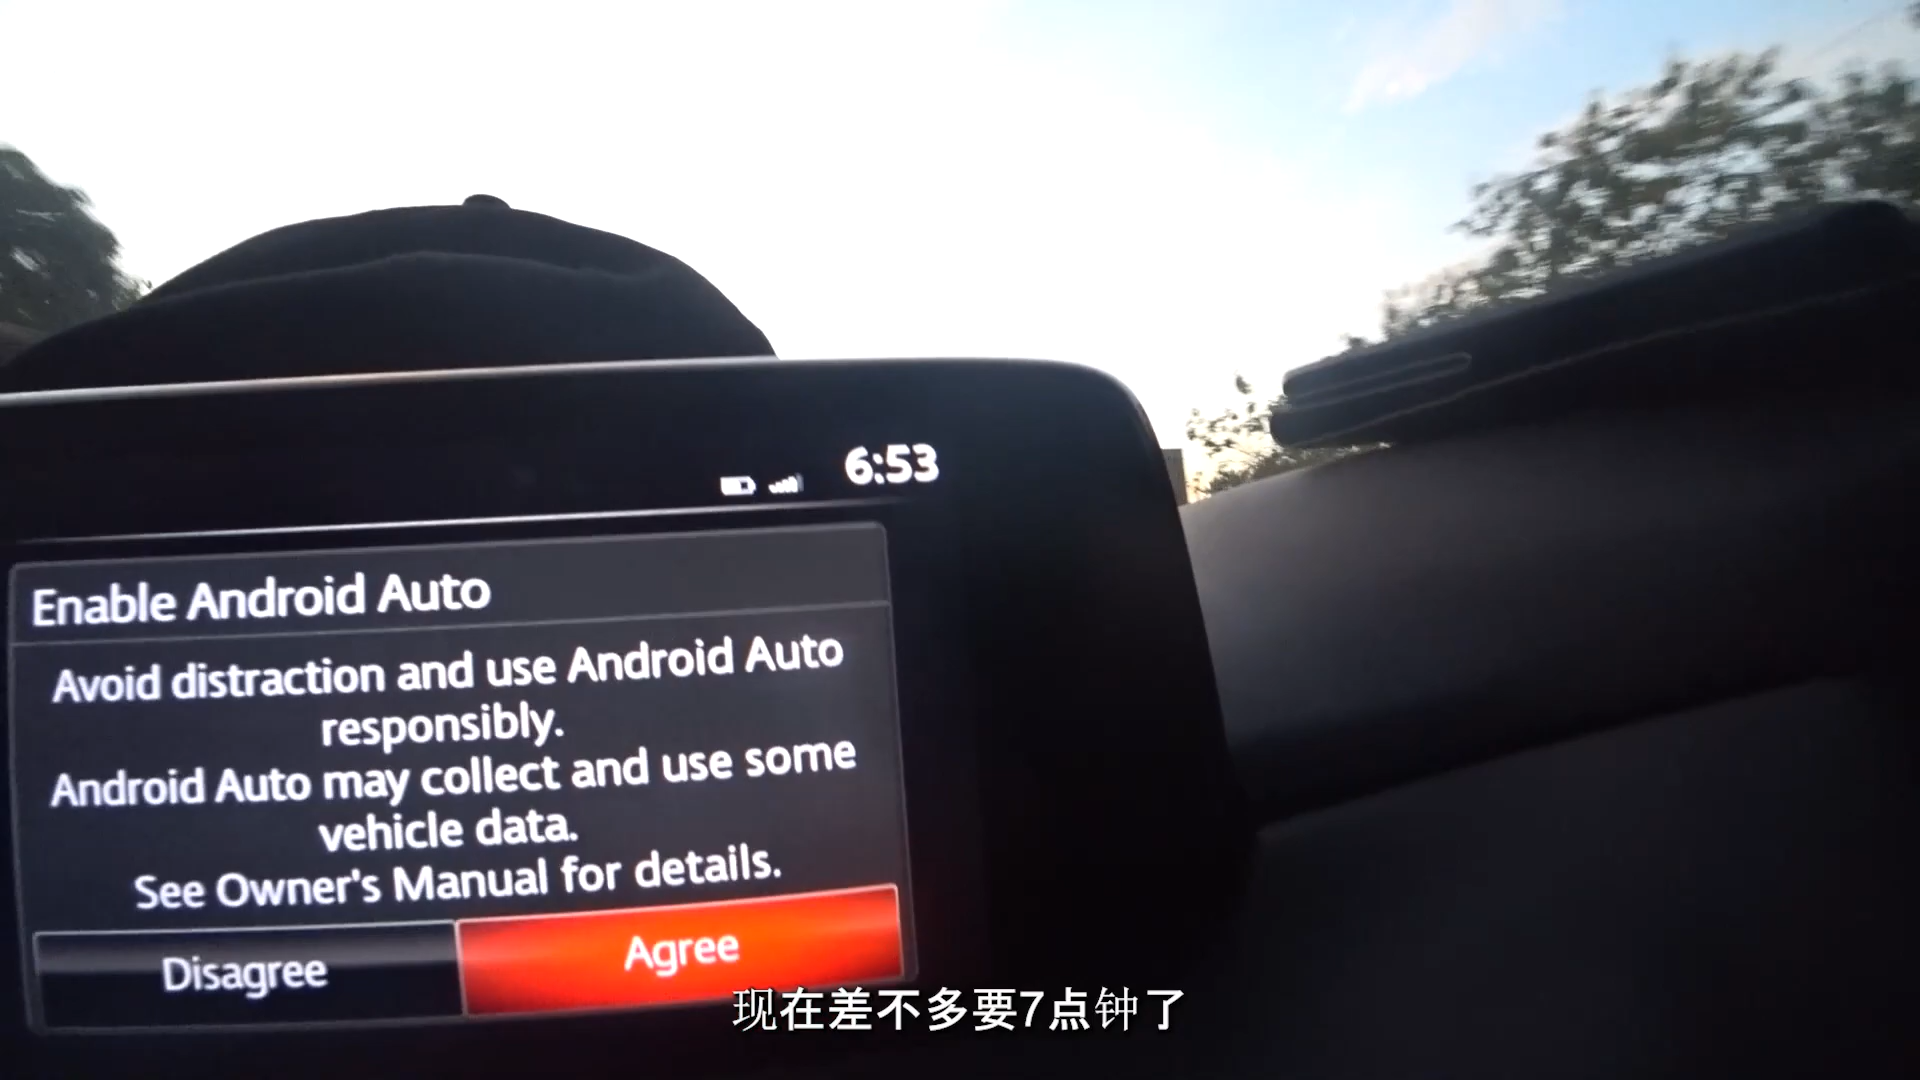 6:53
Enable Android Auto
Avoid distraction and use Android Auto
responsibly.
Android Auto may collect and use some
vehicle data.
See Owner's Manual for details.
Disagree
Agree
现在差不多要7点钟了